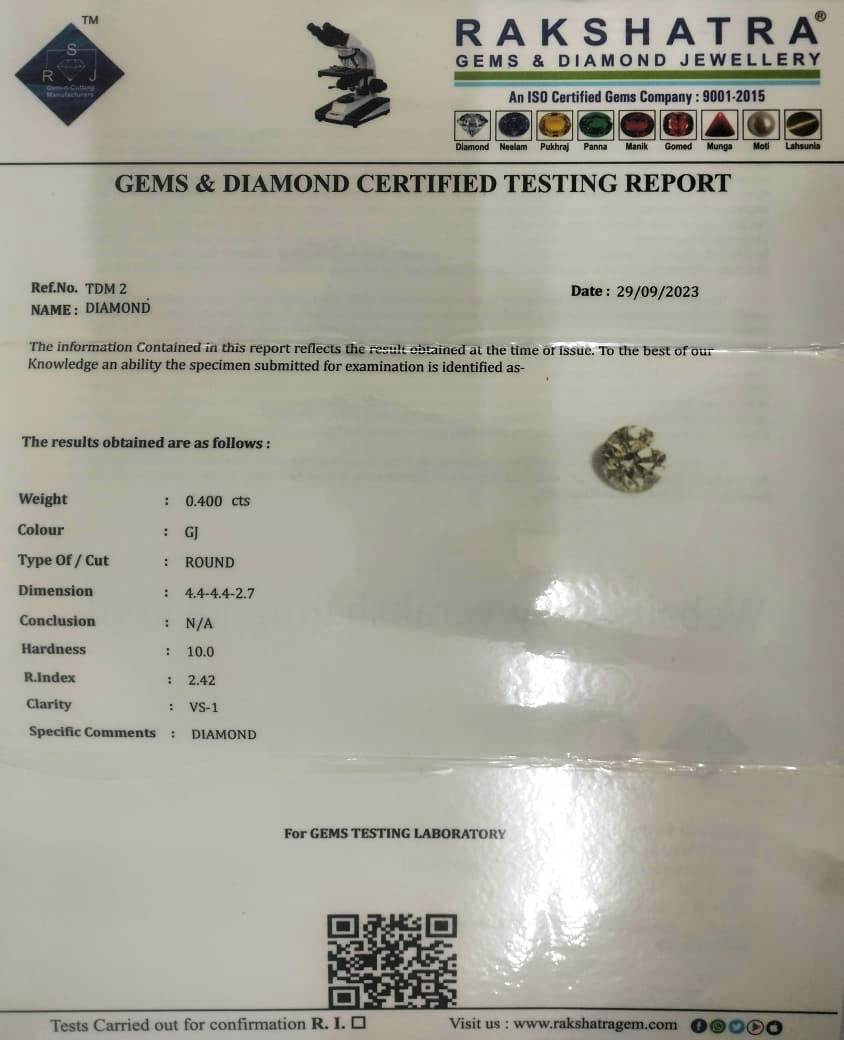 TM
S
R J
Gem-n-Cutting
Manufacturers
RAKSHATRA®
GEMS & DIAMOND JEWELLERY
An ISO Certified Gems Company : 9001-2015
Diamond Neelam Pukhraj Panna Manik Gomed Munga Moti Lahsunia
GEMS & DIAMOND CERTIFIED TESTING REPORT
Ref.No. TDM 2
Date : 29/09/2023
NAME : DIAMOND
The information Contained in this report reflects the result obtained at the time of issue. To the best of our
Knowledge an ability the specimen submitted for examination is identified as-
The results obtained are as follows :
Weight : 0.400 cts
Colour : GJ
Type Of / Cut : ROUND
Dimension : 4.4-4.4-2.7
Conclusion : N/A
Hardness : 10.0
R.Index : 2.42
Clarity : VS-1
Specific Comments : DIAMOND
For GEMS TESTING LABORATORY
Tests Carried out for confirmation R. I. ☐
Visit us : www.rakshatragem.com